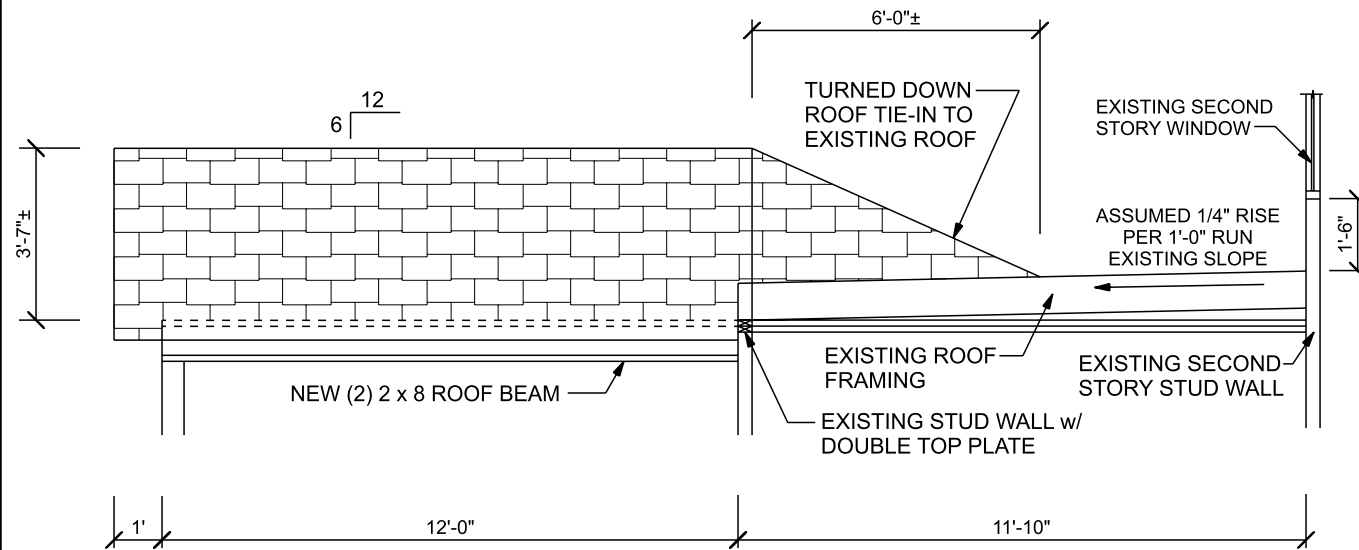 6'-0"±
12
6
TURNED DOWN
ROOF TIE-IN TO
EXISTING ROOF
EXISTING SECOND
STORY WINDOW
3'-7"±
ASSUMED 1/4" RISE
PER 1'-0" RUN
EXISTING SLOPE
1'-6"
EXISTING ROOF
FRAMING
EXISTING SECOND
STORY STUD WALL
NEW (2) 2 x 8 ROOF BEAM
EXISTING STUD WALL w/
DOUBLE TOP PLATE
1'
12'-0"
11'-10"